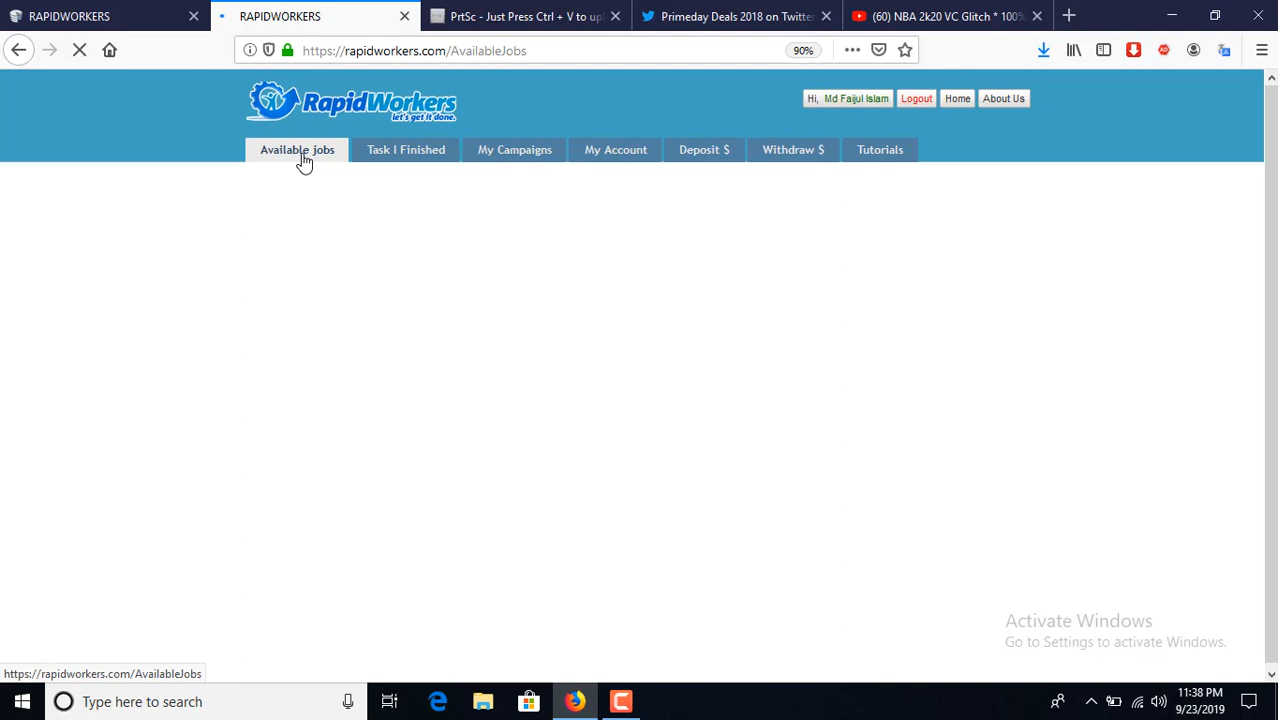 RAPIDWORKERS
RAPIDWORKERS
PrtSc - Just Press Ctrl + V to up
Primeday Deals 2018 on Twitter
(60) NBA 2k20 VC Glitch * 100%
https://rapidworkers.com/AvailableJobs
90%
RapidWorkers
let's get it done.
Hi, Md Faijul Islam
Logout
Home
About Us
Available jobs
Task I Finished
My Campaigns
My Account
Deposit $
Withdraw $
Tutorials
Activate Windows
Go to Settings to activate Windows.
https://rapidworkers.com/AvailableJobs
Type here to search
11:38 PM
9/23/2019